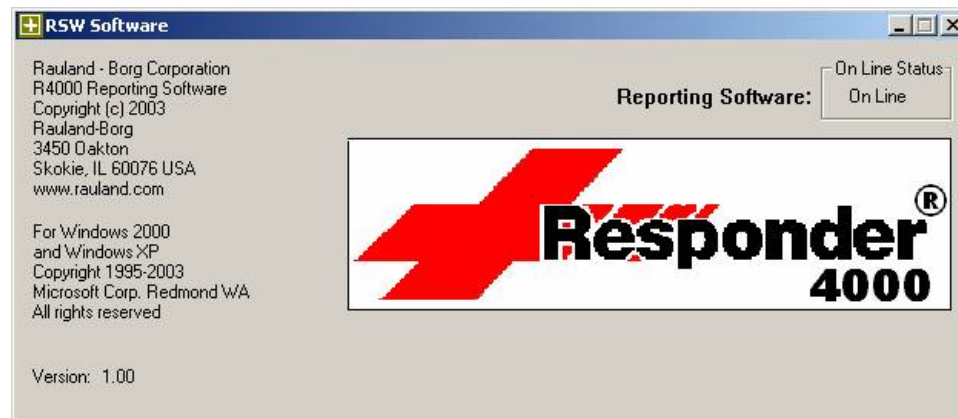 RSW Software
Rauland - Borg Corporation
R4000 Reporting Software
Copyright (c) 2003
Rauland-Borg
3450 Oakton
Skokie, IL 60076 USA
www.rauland.com
For Windows 2000
and Windows XP
Copyright 1995-2003
Microsoft Corp. Redmond WA
All rights reserved
Version: 1.00
Reporting Software:
On Line Status
On Line
Responder®
4000